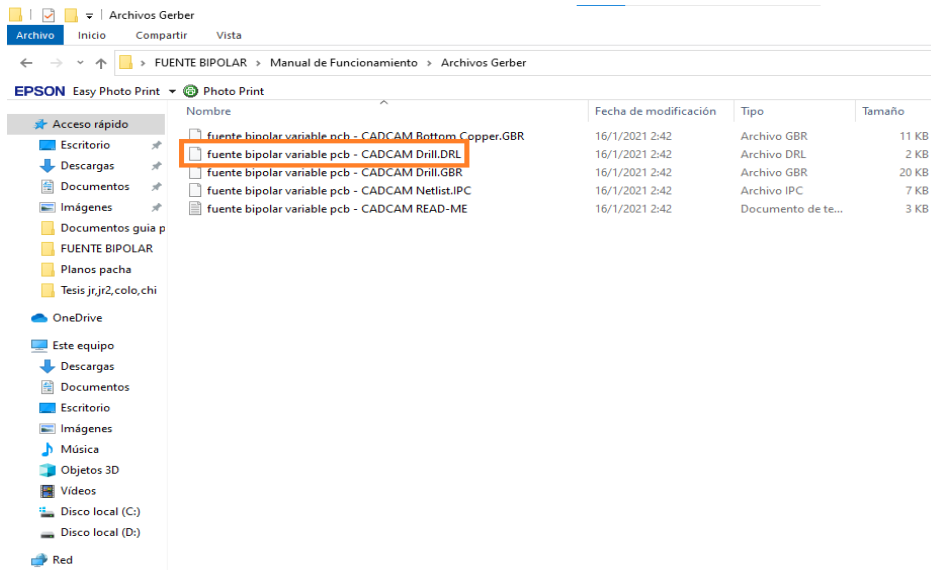 Archivos Gerber
Archivo Inicio Compartir Vista
FUENTE BIPOLAR > Manual de Funcionamiento > Archivos Gerber
EPSON Easy Photo Print Photo Print
Nombre Fecha de modificación Tipo Tamaño
fuente bipolar variable pcb - CADCAM Bottom Copper.GBR 16/1/2021 2:42 Archivo GBR 11 KB
fuente bipolar variable pcb - CADCAM Drill.DRL 16/1/2021 2:42 Archivo DRL 2 KB
fuente bipolar variable pcb - CADCAM Drill.GBR 16/1/2021 2:42 Archivo GBR 20 KB
fuente bipolar variable pcb - CADCAM Netlist.IPC 16/1/2021 2:42 Archivo IPC 7 KB
fuente bipolar variable pcb - CADCAM READ-ME 16/1/2021 2:42 Documento de te... 3 KB
Acceso rápido
Escritorio
Descargas
Documentos
Imágenes
Documentos guia p
FUENTE BIPOLAR
Planos pacha
Tesis jr,jr2,colo,chi
OneDrive
Este equipo
Descargas
Documentos
Escritorio
Imágenes
Música
Objetos 3D
Vídeos
Disco local (C:)
Disco local (D:)
Red